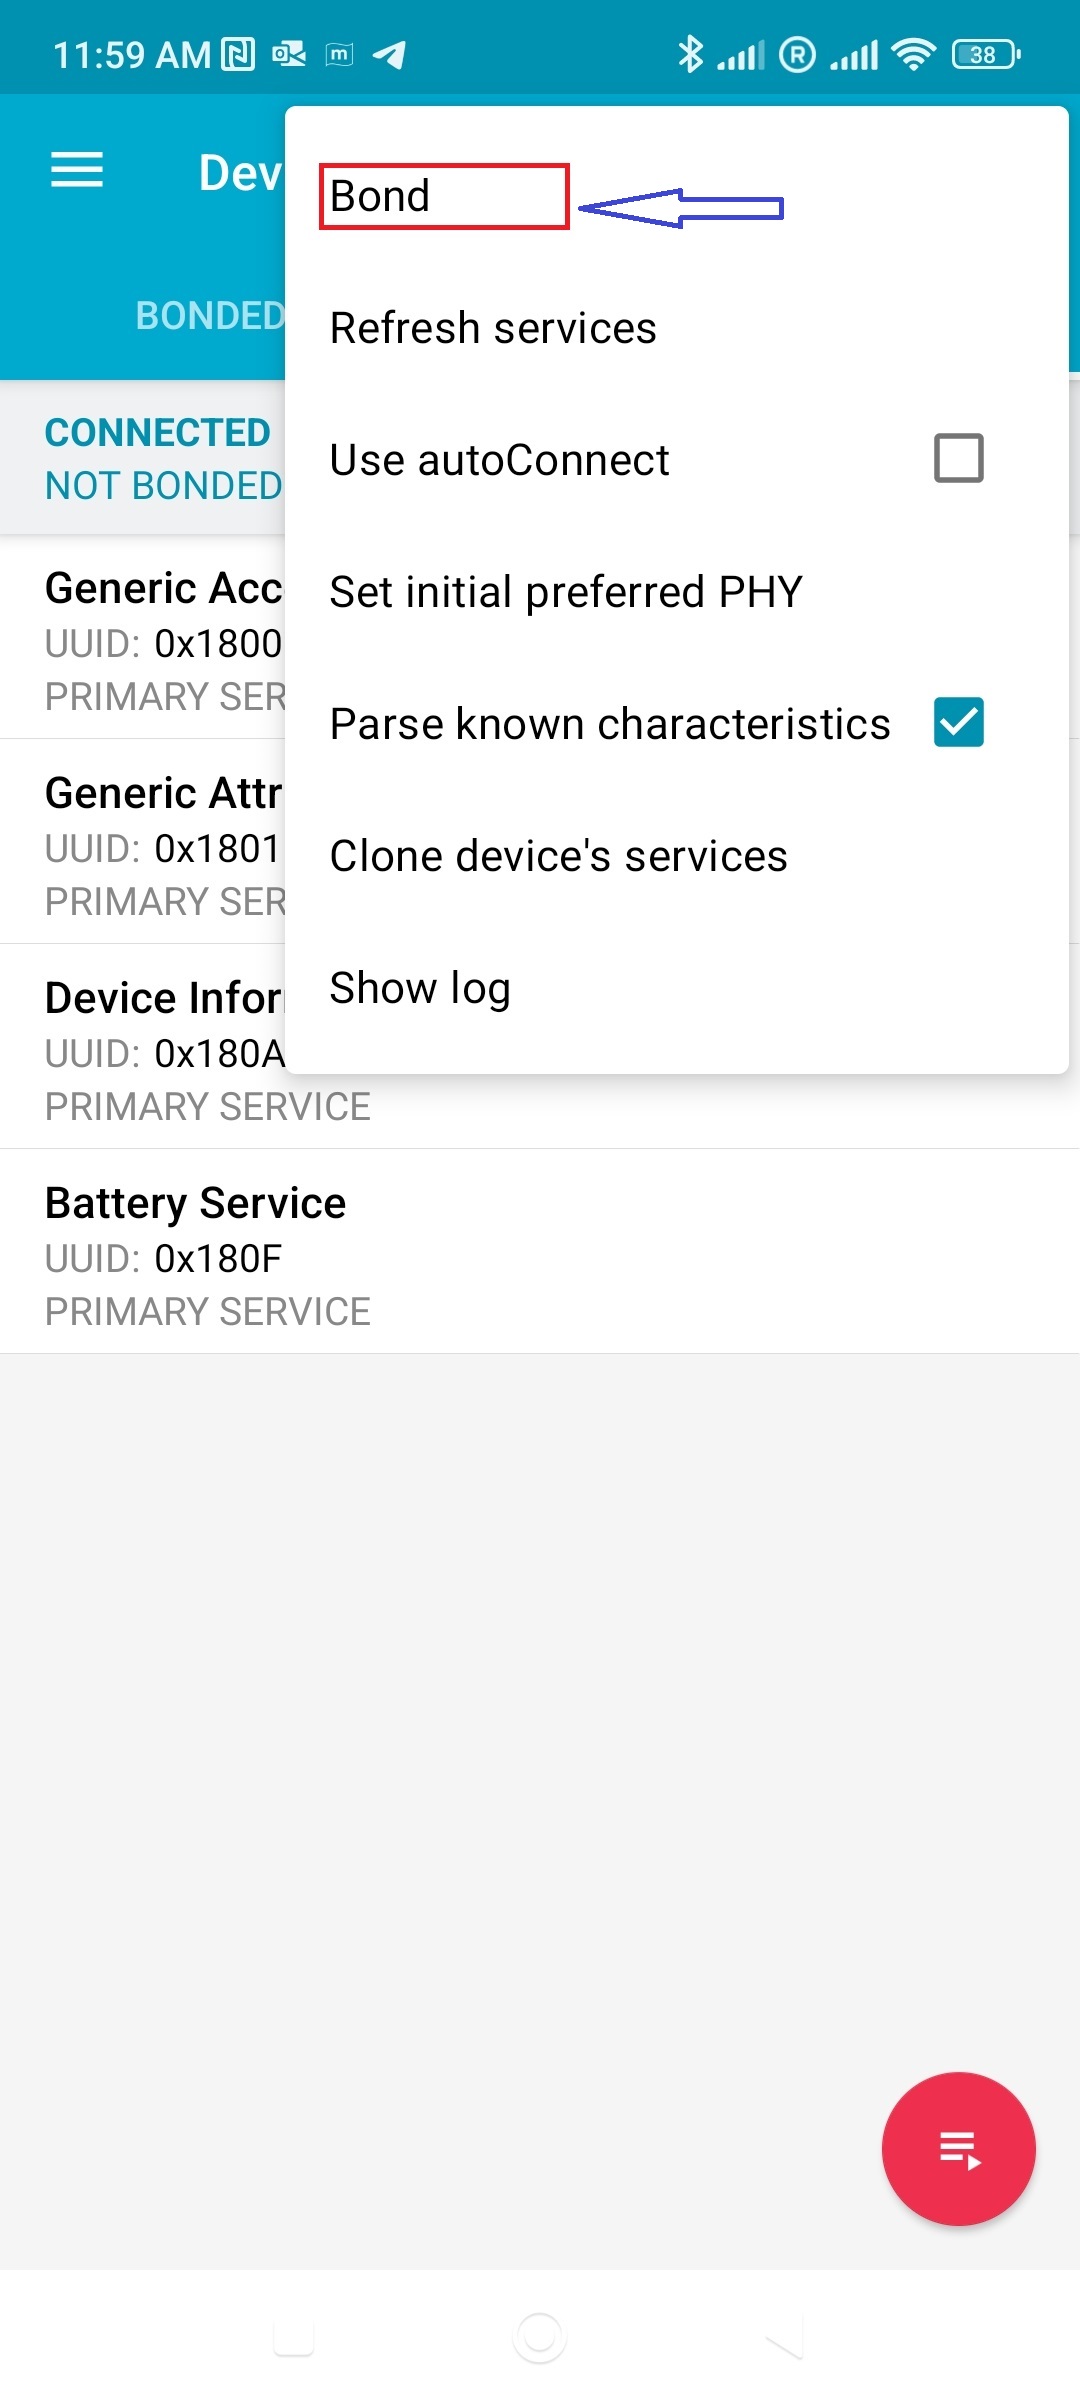 11:59 AM
38
Dev
Bond
BONDED
Refresh services
CONNECTED
NOT BONDED
Use autoConnect
Generic Acc
UUID: 0x1800
PRIMARY SER
Set initial preferred PHY
Parse known characteristics
Generic Attr
UUID: 0x1801
PRIMARY SER
Clone device's services
Device Infor
UUID: 0x180A
PRIMARY SERVICE
Show log
Battery Service
UUID: 0x180F
PRIMARY SERVICE